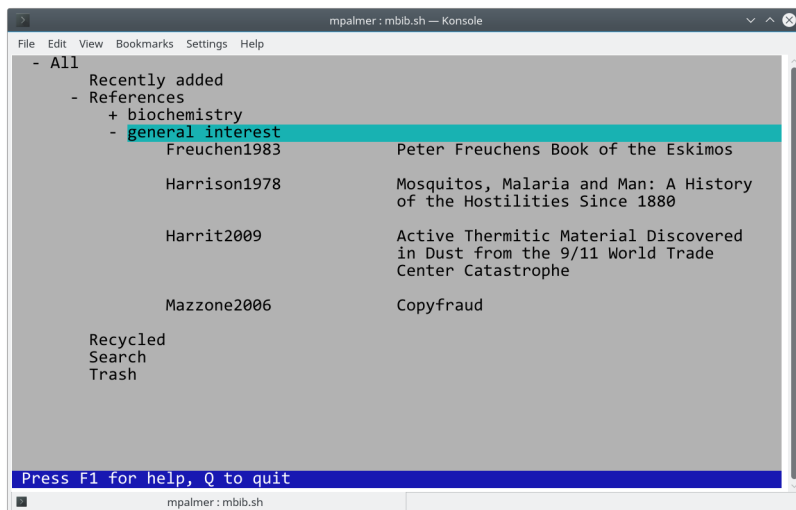 mpalmer : mbib.sh — Konsole
File Edit View Bookmarks Settings Help
- All
Recently added
- References
+ biochemistry
- general interest
Freuchen1983 Peter Freuchens Book of the Eskimos
Harrison1978 Mosquitos, Malaria and Man: A History
of the Hostilities Since 1880
Harrit2009 Active Thermitic Material Discovered
in Dust from the 9/11 World Trade
Center Catastrophe
Mazzone2006 Copyfraud
Recycled
Search
Trash
Press F1 for help, Q to quit
mpalmer : mbib.sh